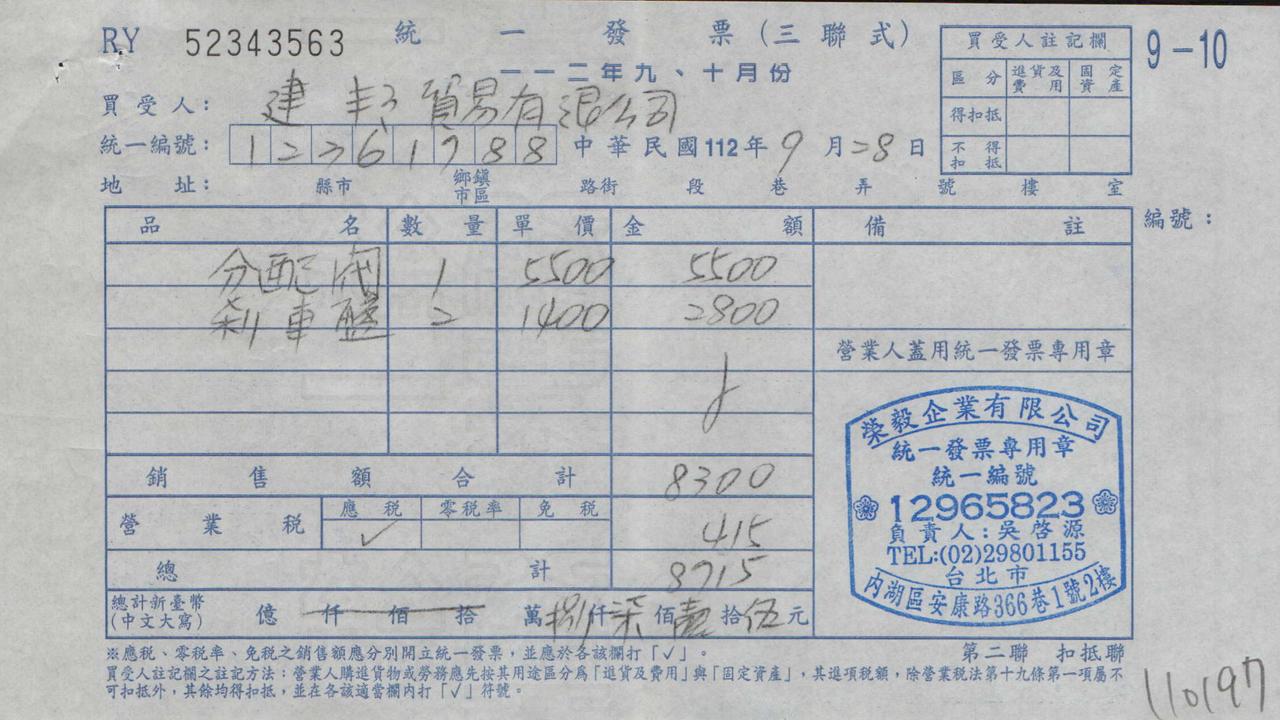 RY 52343563 統一發票(三聯式) 9-10
一一二年九、十月份
買受人: 建丰 貿易有限公司
統一編號: 12361788 中華民國112年9月28日
地址: 縣市 鄉鎮市區 路街 段 巷 弄 號 樓 室
買受人註記欄
區分 進貨及費用 固定資產
得扣抵
不得扣抵
編號:
品名 數量 單價 金額 備註
分配閥 1 5500 5500
剎車盤 2 1400 2800
營業人蓋用統一發票專用章
銷售額合計 8300
營業稅 應稅 零稅率 免稅
✓ 415
總計 8715
總計新臺幣(中文大寫) 億 仟 佰 拾 萬捌仟柒佰壹拾伍元
榮毅企業有限公司
統一發票專用章
統一編號
12965823
負責人:吳啓源
TEL:(02)29801155
台北市
內湖區安康路366巷1號2樓
※應稅、零稅率、免稅之銷售額應分別開立統一發票,並應於各該欄打「✓」。
第二聯 扣抵聯
買受人註記欄之註記方法:營業人購進貨物或勞務應先按其用途區分為「進貨及費用」與「固定資產」,其進項稅額,除營業稅法第十九條第一項屬不
可扣抵外,其餘均得扣抵,並在各該適當欄內打「✓」符號。
110197